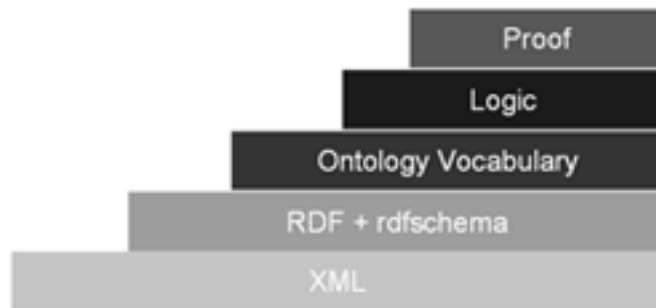 Proof
Logic
Ontology Vocabulary
RDF + rdfschema
XML